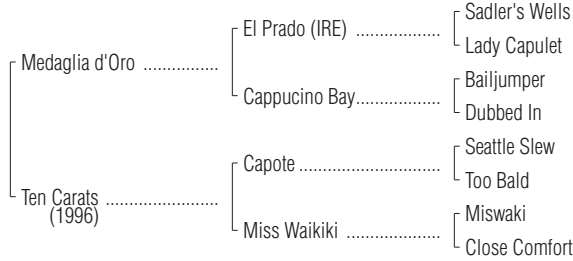 Medaglia d'Oro ................
Ten Carats ........................
(1996)
El Prado (IRE) ..................
Cappucino Bay..................
Capote ..............................
Miss Waikiki ....................
Sadler's Wells
Lady Capulet
Bailjumper
Dubbed In
Seattle Slew
Too Bald
Miswaki
Close Comfort